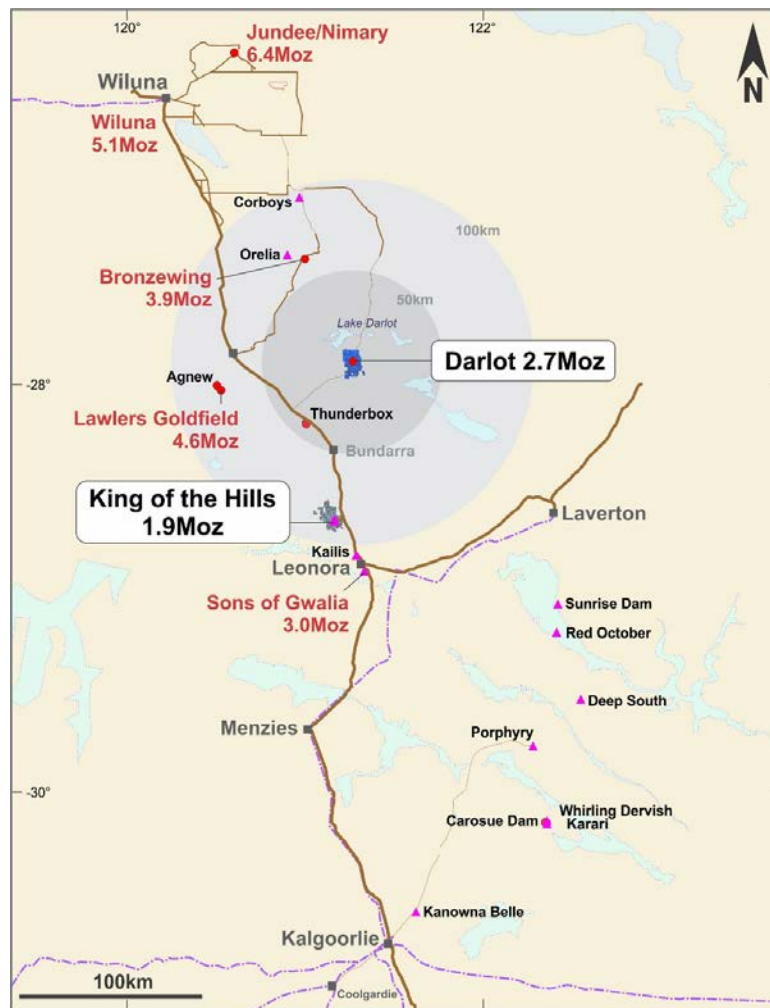 120
122
Jundee/Nimary
6.4Moz
N
Wiluna
Wiluna
5.1Moz
Corboys
100km
Orelia
Bronzewing
3.9Moz
50km
Lake Darlot
Darlot 2.7Moz
-28
Agnew
Lawlers Goldfield
4.6Moz
Thunderbox
Bundarra
King of the Hills
1.9Moz
Laverton
Kailis
Leonora
Sons of Gwalia
3.0Moz
Sunrise Dam
Red October
Deep South
Menzies
Porphyry
-30
Whirling Dervish
Carosue Dam
Karari
Kanowna Belle
Kalgoorlie
100km
Coolgardie